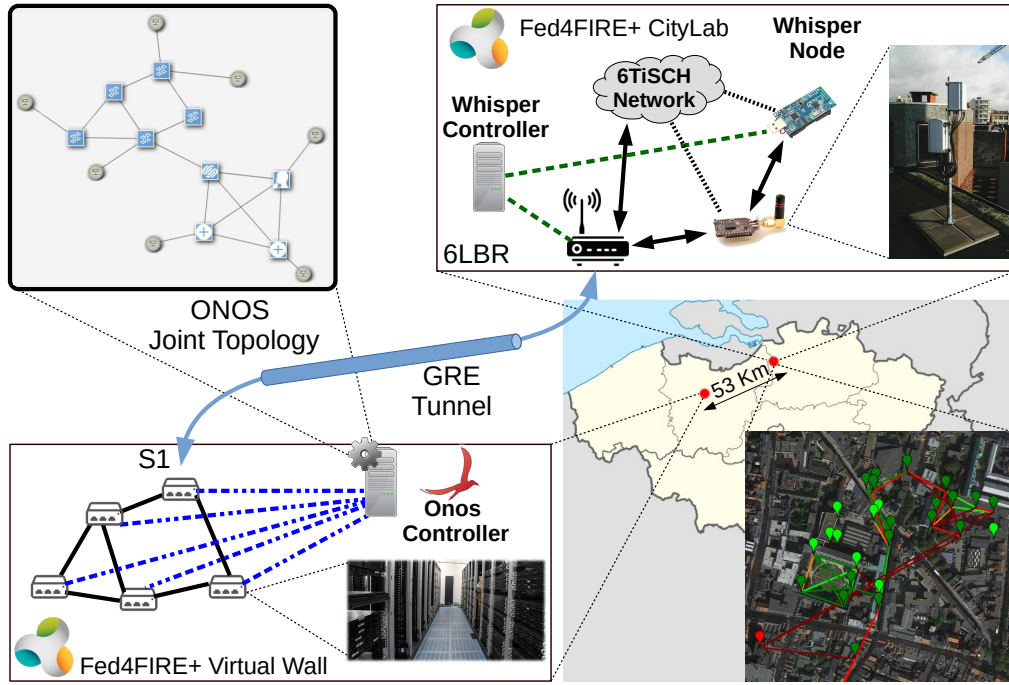 Fed4FIRE+ CityLab
Whisper
Node
6TiSCH
Network
Whisper
Controller
6LBR
ONOS
Joint Topology
GRE
Tunnel
53 Km
S1
Onos
Controller
Fed4FIRE+ Virtual Wall